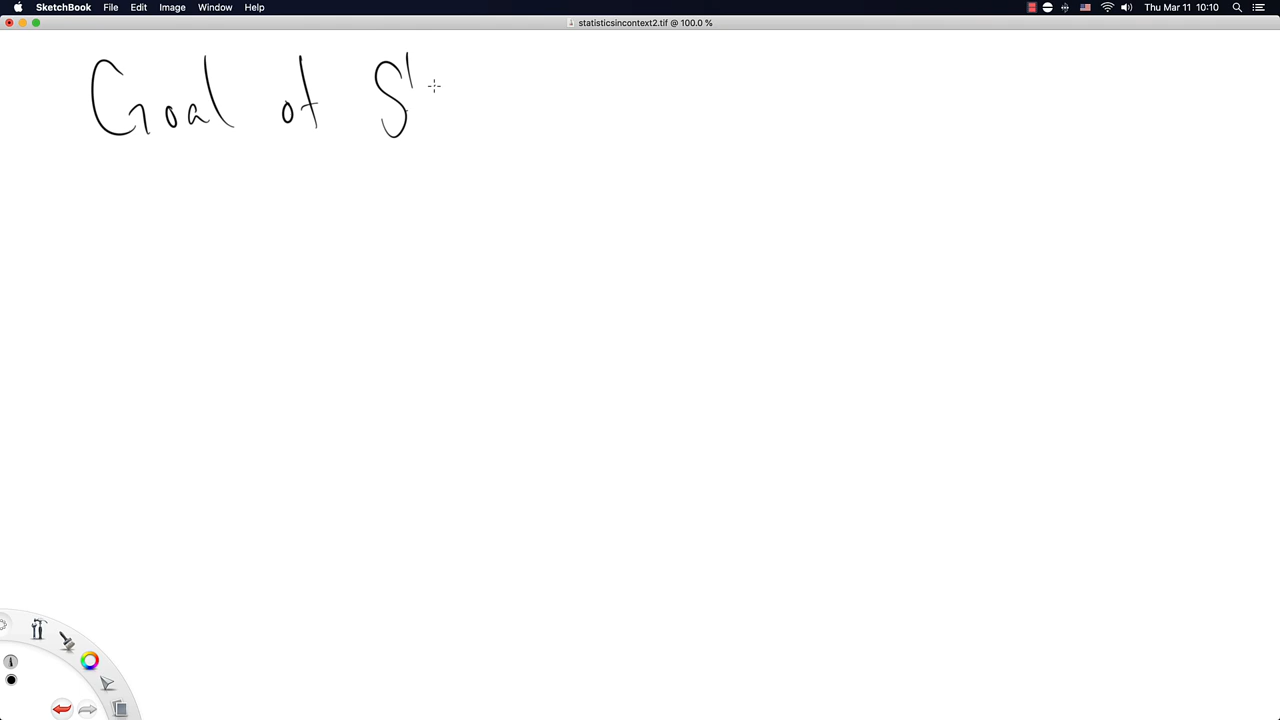 SketchBook File Edit Image Window Help Thu Mar 11 10:10
statisticsincontext2.tif @ 100.0 %
Goal of S